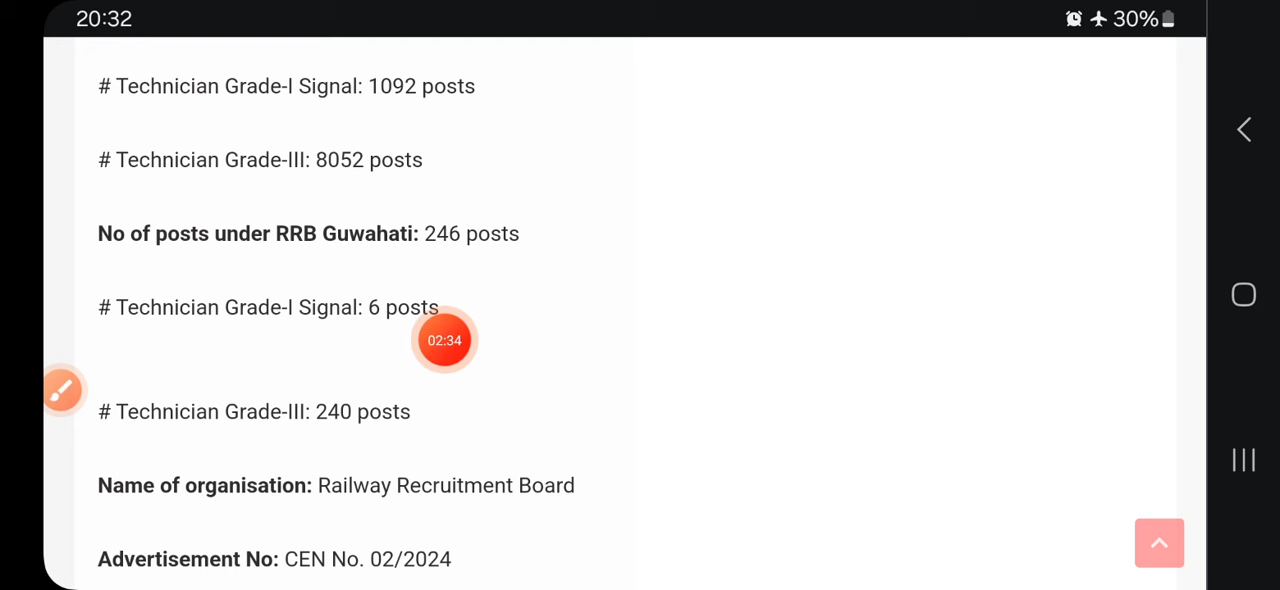 20:32
30%
# Technician Grade-I Signal: 1092 posts
# Technician Grade-III: 8052 posts
No of posts under RRB Guwahati: 246 posts
# Technician Grade-I Signal: 6 posts
02:34
# Technician Grade-III: 240 posts
Name of organisation: Railway Recruitment Board
Advertisement No: CEN No. 02/2024